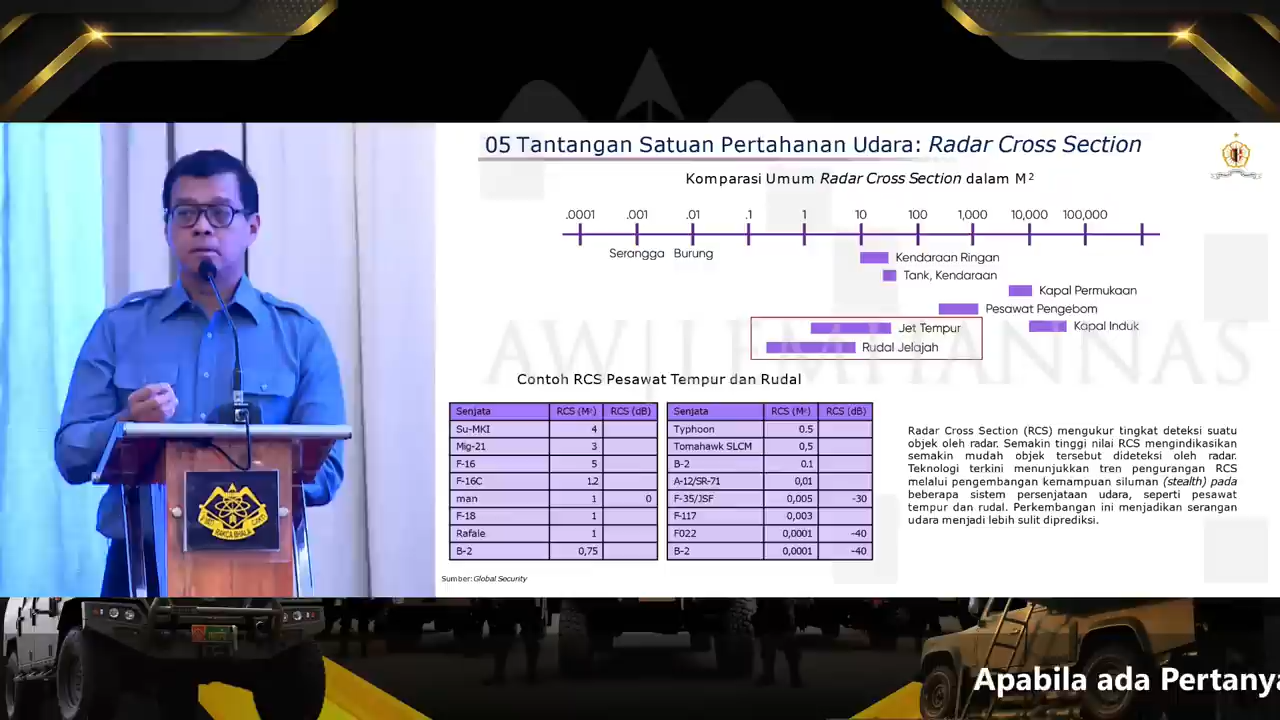 05 Tantangan Satuan Pertahanan Udara: Radar Cross Section
Komparasi Umum Radar Cross Section dalam M²
.0001 .001 .01 .1 1 10 100 1,000 10,000 100,000
Serangga Burung
Kendaraan Ringan
Tank, Kendaraan
Kapal Permukaan
Pesawat Pengebom
Jet Tempur
Kapal Induk
Rudal Jelajah
AW LEMHANNAS
Contoh RCS Pesawat Tempur dan Rudal
Senjata RCS (M²) RCS (dB)
Su-MKI 4
Mig-21 3
F-16 5
F-16C 1.2
man 1 0
F-18 1
Rafale 1
B-2 0,75
Senjata RCS (M²) RCS (dB)
Typhoon 0.5
Tomahawk SLCM 0,5
B-2 0.1
A-12/SR-71 0,01
F-35/JSF 0,005 -30
F-117 0,003
F022 0,0001 -40
B-2 0,0001 -40
Radar Cross Section (RCS) mengukur tingkat deteksi suatu
objek oleh radar. Semakin tinggi nilai RCS mengindikasikan
semakin mudah objek tersebut dideteksi oleh radar.
Teknologi terkini menunjukkan tren pengurangan RCS
melalui pengembangan kemampuan siluman (stealth) pada
beberapa sistem persenjataan udara, seperti pesawat
tempur dan rudal. Perkembangan ini menjadikan serangan
udara menjadi lebih sulit diprediksi.
Sumber: Global Security
RAKCA BHALA
Apabila ada Pertanya